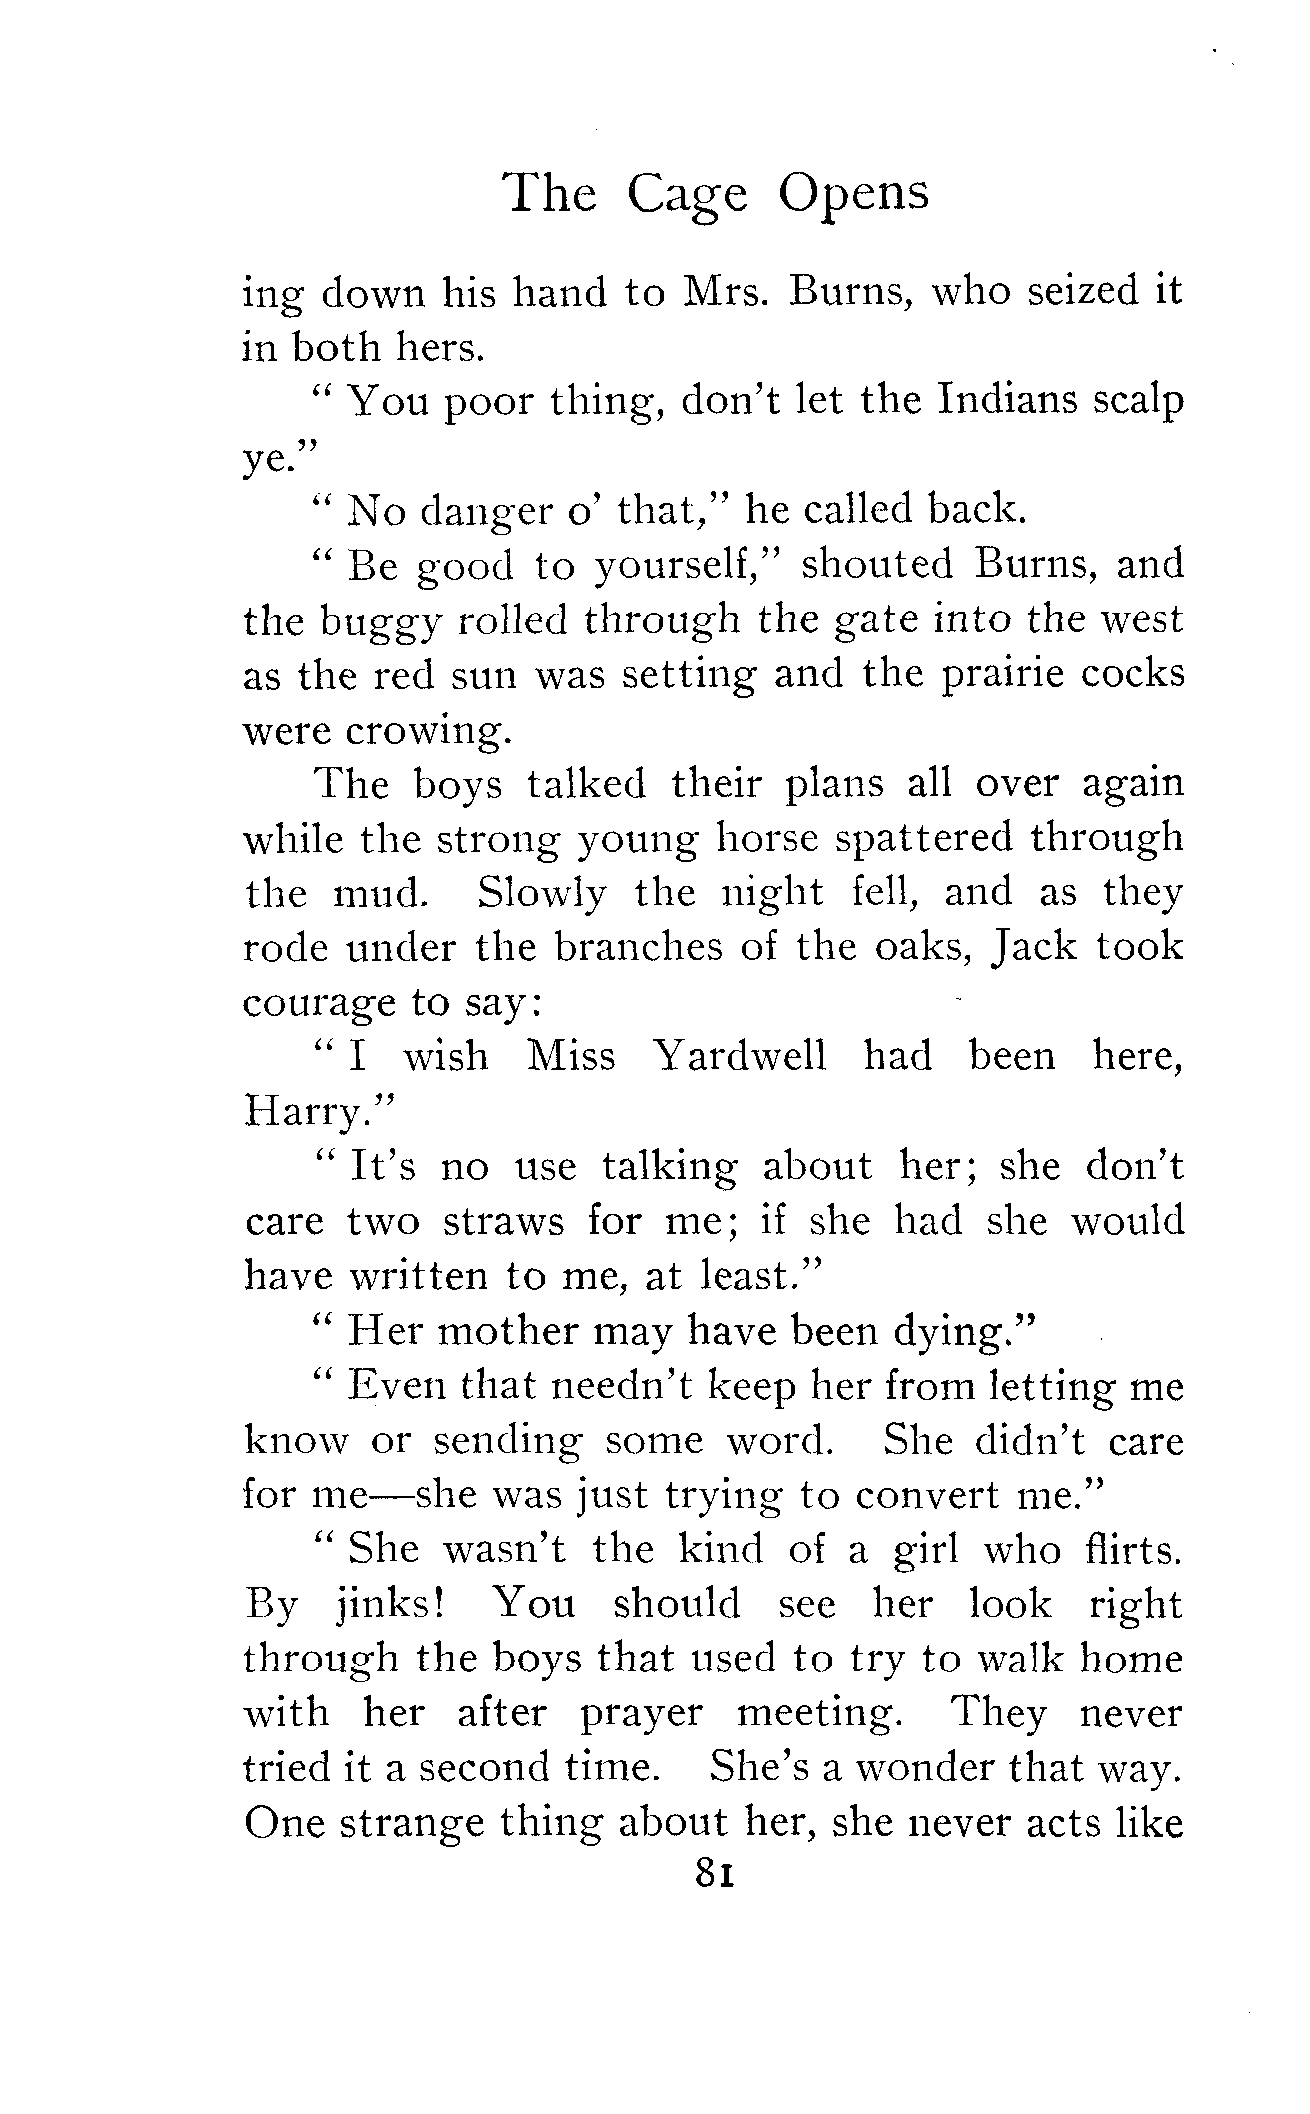 The Cage Opens
ing down his hand to Mrs. Burns, who seized it
in both hers.
“ You poor thing, don't let the Indians scalp
ye.”
“ No danger o' that,” he called back.
“ Be good to yourself,” shouted Burns, and
the buggy rolled through the gate into the west
as the red sun was setting and the prairie cocks
were crowing.
The boys talked their plans all over again
while the strong young horse spattered through
the mud. Slowly the night fell, and as they
rode under the branches of the oaks, Jack took
courage to say:
“ I wish Miss Yardwell had been here,
Harry.”
“ It's no use talking about her; she don't
care two straws for me; if she had she would
have written to me, at least.”
“ Her mother may have been dying.”
“ Even that needn't keep her from letting me
know or sending some word. She didn't care
for me—she was just trying to convert me.”
“ She wasn't the kind of a girl who flirts.
By jinks! You should see her look right
through the boys that used to try to walk home
with her after prayer meeting. They never
tried it a second time. She's a wonder that way.
One strange thing about her, she never acts like
81